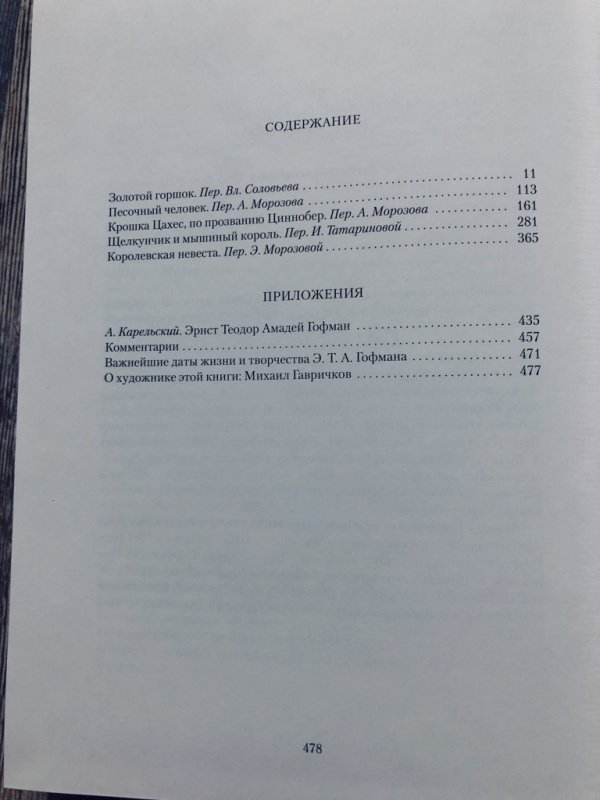 СОДЕРЖАНИЕ
Золотой горшок. Пер. Вл. Соловьева ........ 11
Песочный человек. Пер. А. Морозова ........ 113
Крошка Цахес, по прозванию Циннобер. Пер. А. Морозова ........ 161
Щелкунчик и мышиный король. Пер. И. Татариновой ........ 281
Королевская невеста. Пер. Э. Морозовой ........ 365
ПРИЛОЖЕНИЯ
А. Карельский. Эрнст Теодор Амадей Гофман ........ 435
Комментарии ........ 457
Важнейшие даты жизни и творчества Э. Т. А. Гофмана ........ 471
О художнике этой книги: Михаил Гавричков ........ 477
478